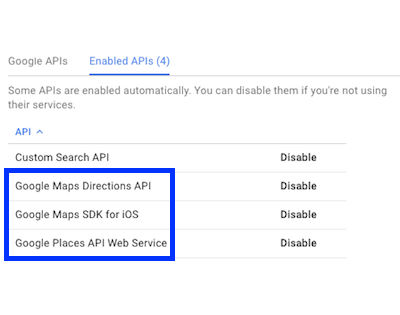 Google APIs Enabled APIs (4)
Some APIs are enabled automatically. You can disable them if you're not using
their services.
API
Custom Search API Disable
Google Maps Directions API Disable
Google Maps SDK for iOS Disable
Google Places API Web Service Disable